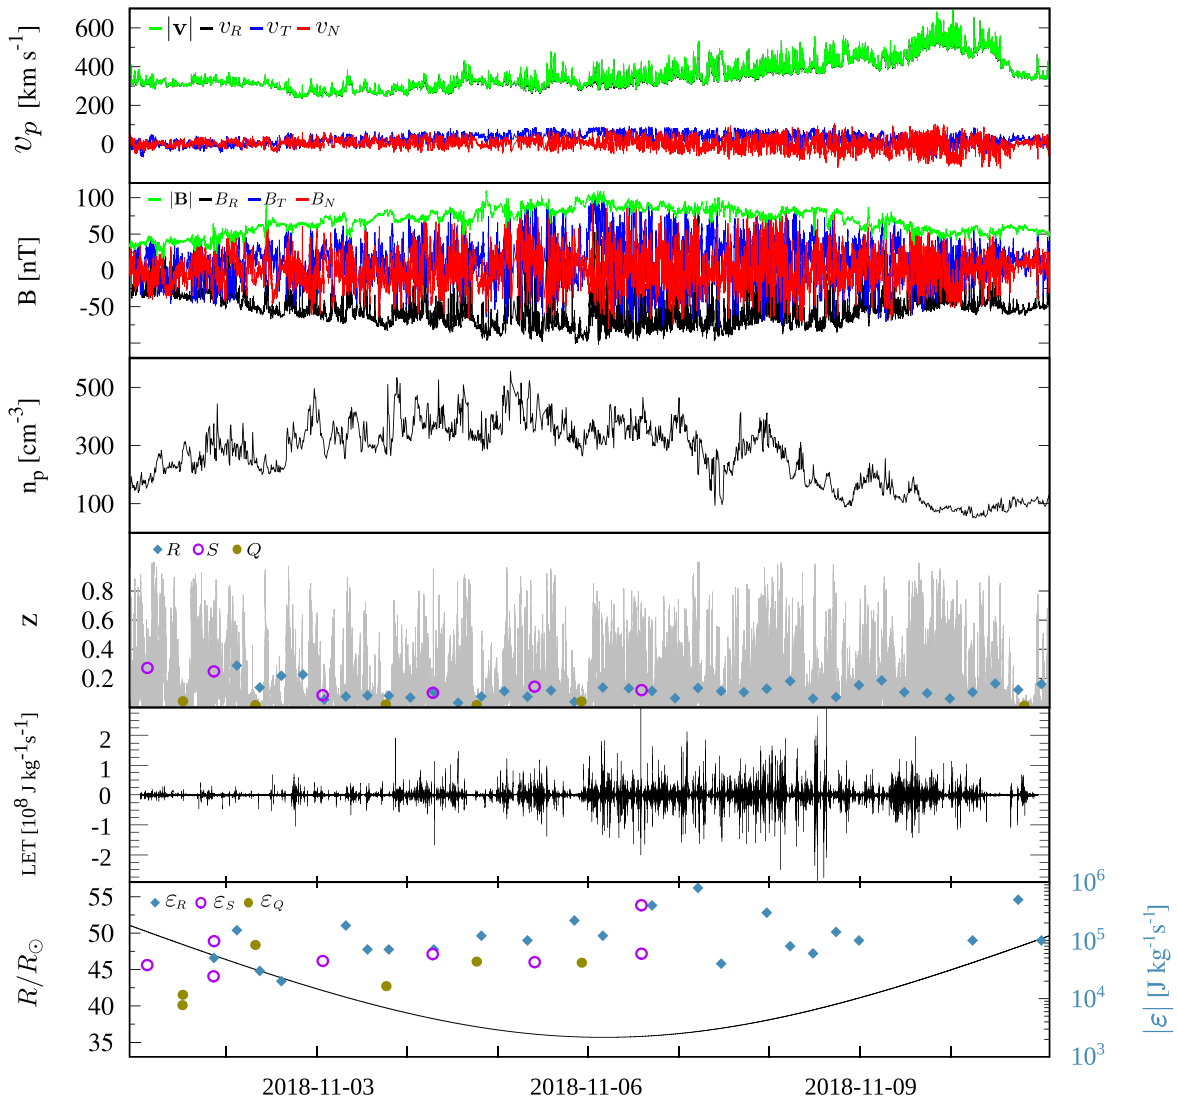 |v| v_R v_T v_N
600
400
200
0
v_p [km s^-1]
|B| B_R B_T B_N
100
50
0
-50
B [nT]
500
300
100
n_p [cm^-3]
R S Q
0.8
0.6
0.4
0.2
Z
2
1
0
-1
-2
LET [10^8 J kg^-1s^-1]
ε_R ε_S ε_Q
55
50
45
40
35
R/R_⊙
10^6
10^5
10^4
10^3
|ε| [J kg^-1s^-1]
2018-11-03 2018-11-06 2018-11-09